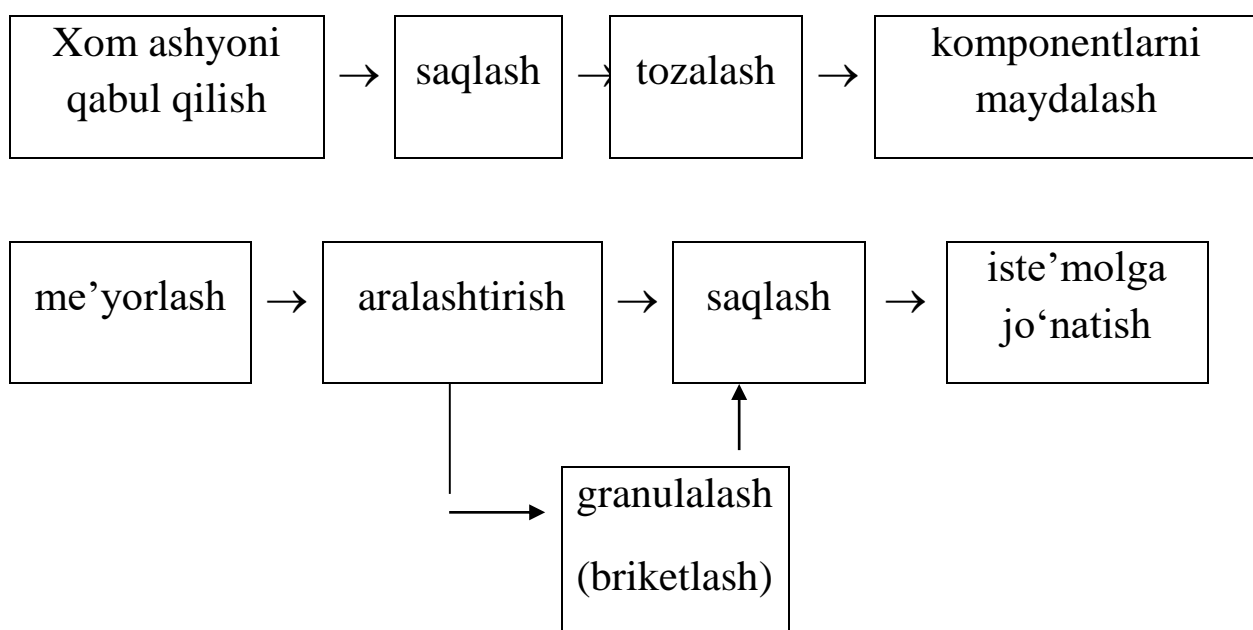 Xom ashyoni
qabul qilish
→
saqlash
→
tozalash
→
komponentlarni
maydalash
me’yorlash
→
aralashtirish
→
saqlash
→
iste’molga
jo‘natish
granulalash
(briketlash)